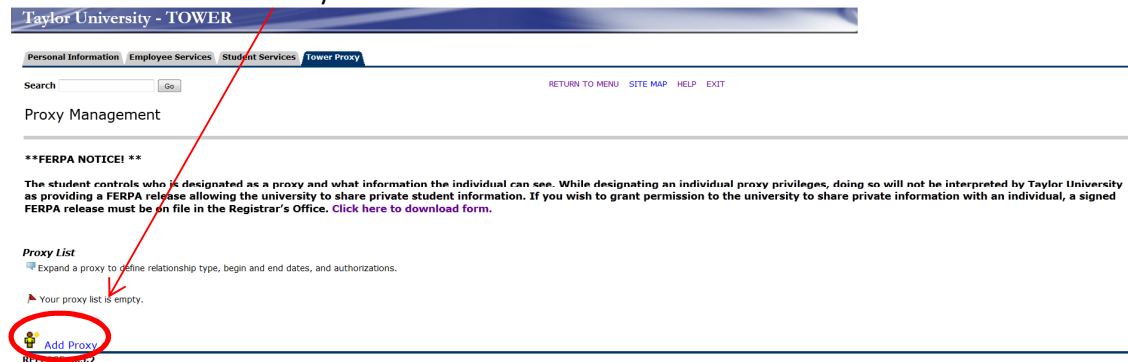 Taylor University - TOWER
Personal Information Employee Services Student Services Tower Proxy
Search Go RETURN TO MENU SITE MAP HELP EXIT
Proxy Management
**FERPA NOTICE! **
The student controls who is designated as a proxy and what information the individual can see. While designating an individual proxy privileges, doing so will not be interpreted by Taylor University
as providing a FERPA release allowing the university to share private student information. If you wish to grant permission to the university to share private information with an individual, a signed
FERPA release must be on file in the Registrar's Office. Click here to download form.
Proxy List
Expand a proxy to define relationship type, begin and end dates, and authorizations.
Your proxy list is empty.
Add Proxy